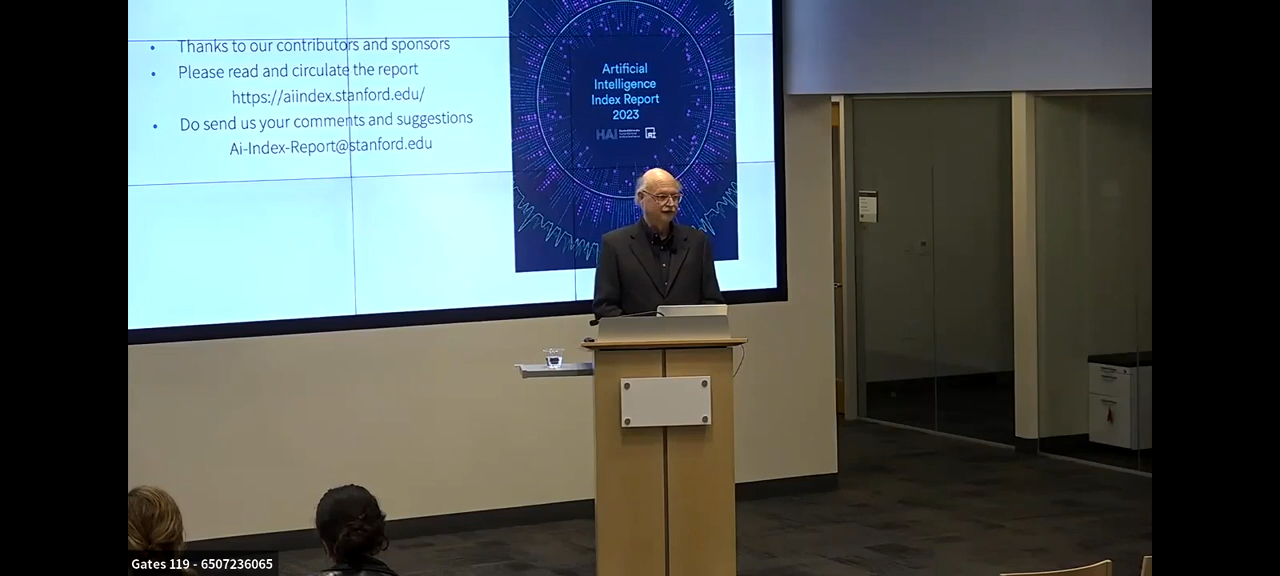 • Thanks to our contributors and sponsors
• Please read and circulate the report
https://aiindex.stanford.edu/
• Do send us your comments and suggestions
Ai-Index-Report@stanford.edu
Artificial
Intelligence
Index Report
2023
HAI
Gates 119 - 6507236065